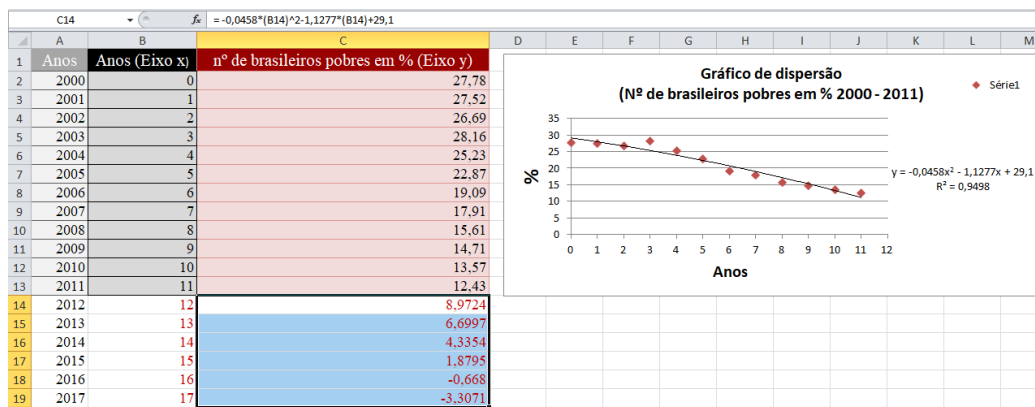 C14 fx =-0,0458*(B14)^2-1,1277*(B14)+29,1
A B C D E F G H I J K L M
1 Anos Anos (Eixo x) nº de brasileiros pobres em % (Eixo y)
2 2000 0 27,78
3 2001 1 27,52
4 2002 2 26,69
5 2003 3 28,16
6 2004 4 25,23
7 2005 5 22,87
8 2006 6 19,09
9 2007 7 17,91
10 2008 8 15,61
11 2009 9 14,71
12 2010 10 13,57
13 2011 11 12,43
14 2012 12 8,9724
15 2013 13 6,6997
16 2014 14 4,3354
17 2015 15 1,8795
18 2016 16 -0,668
19 2017 17 -3,3071
Gráfico de dispersão
(Nº de brasileiros pobres em % 2000 - 2011)
Série1
35
30
25
20
15
10
5
0
%
0 1 2 3 4 5 6 7 8 9 10 11 12
Anos
y = -0,0458x² - 1,1277x + 29,1
R² = 0,9498